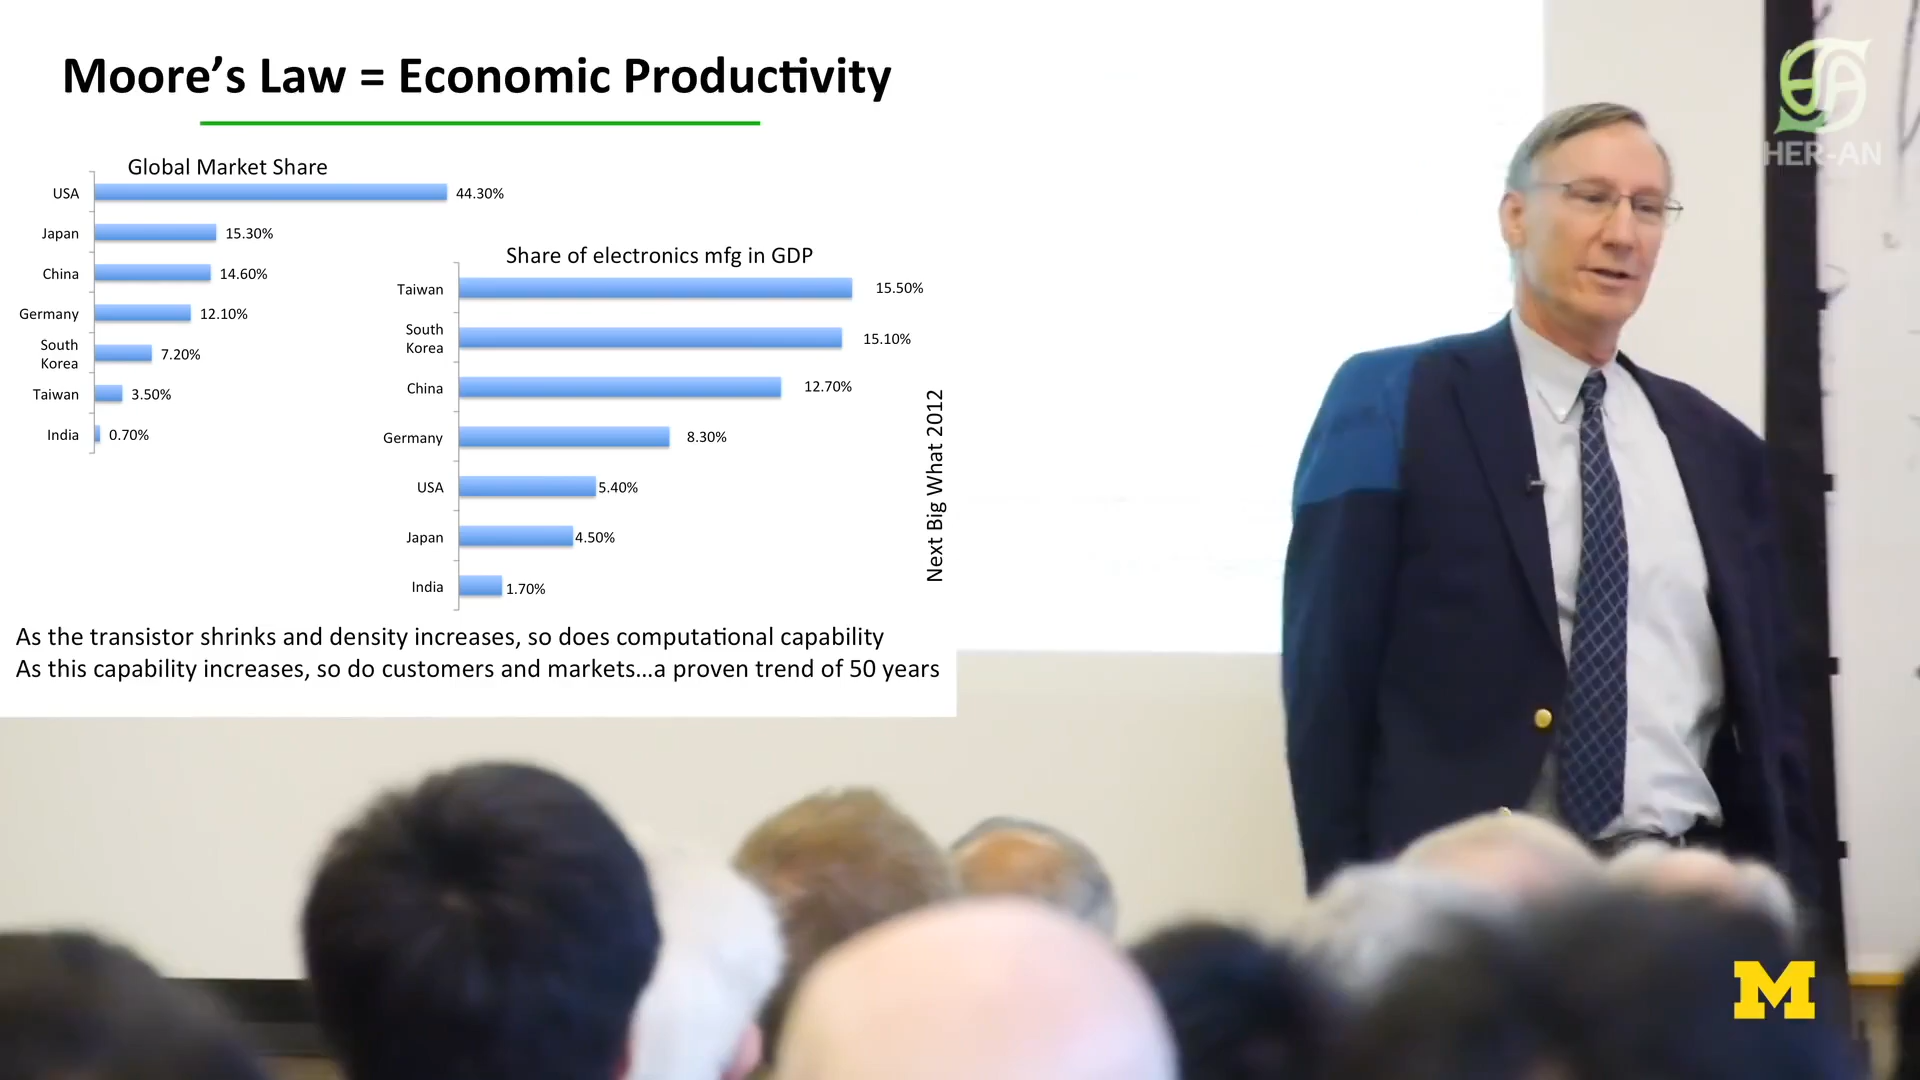 Moore's Law = Economic Productivity
Global Market Share
USA 44.30%
Japan 15.30%
China 14.60%
Germany 12.10%
South
Korea 7.20%
Taiwan 3.50%
India 0.70%
Share of electronics mfg in GDP
Taiwan 15.50%
South
Korea 15.10%
China 12.70%
Germany 8.30%
USA 5.40%
Japan 4.50%
India 1.70%
Next Big What 2012
As the transistor shrinks and density increases, so does computational capability
As this capability increases, so do customers and markets...a proven trend of 50 years
HER-AN
M